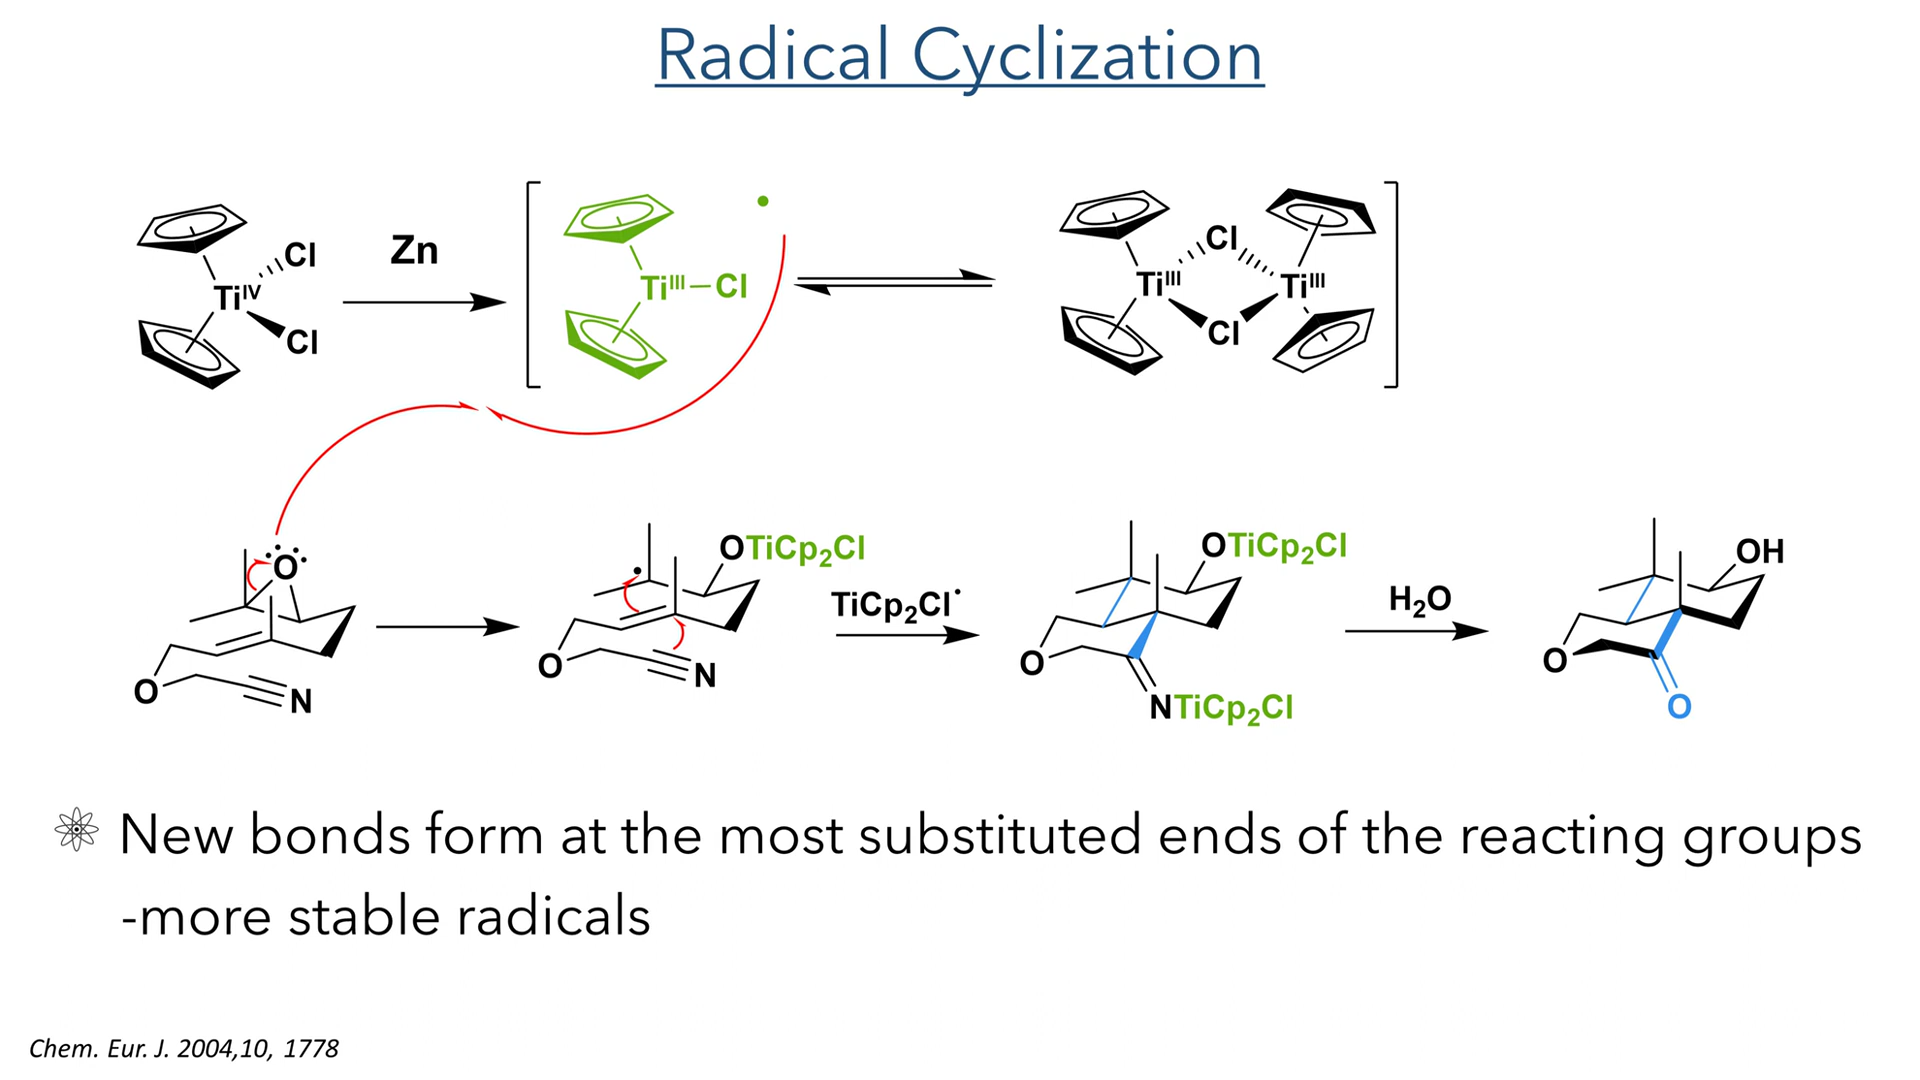 Radical Cyclization
Zn
Ti^IV Cl Cl
Ti^III Cl
Ti^III Cl Cl Ti^III
O O N
OTiCp₂Cl O N
TiCp₂Cl•
OTiCp₂Cl O NTiCp₂Cl
H₂O
OH O O
New bonds form at the most substituted ends of the reacting groups
-more stable radicals
Chem. Eur. J. 2004,10, 1778